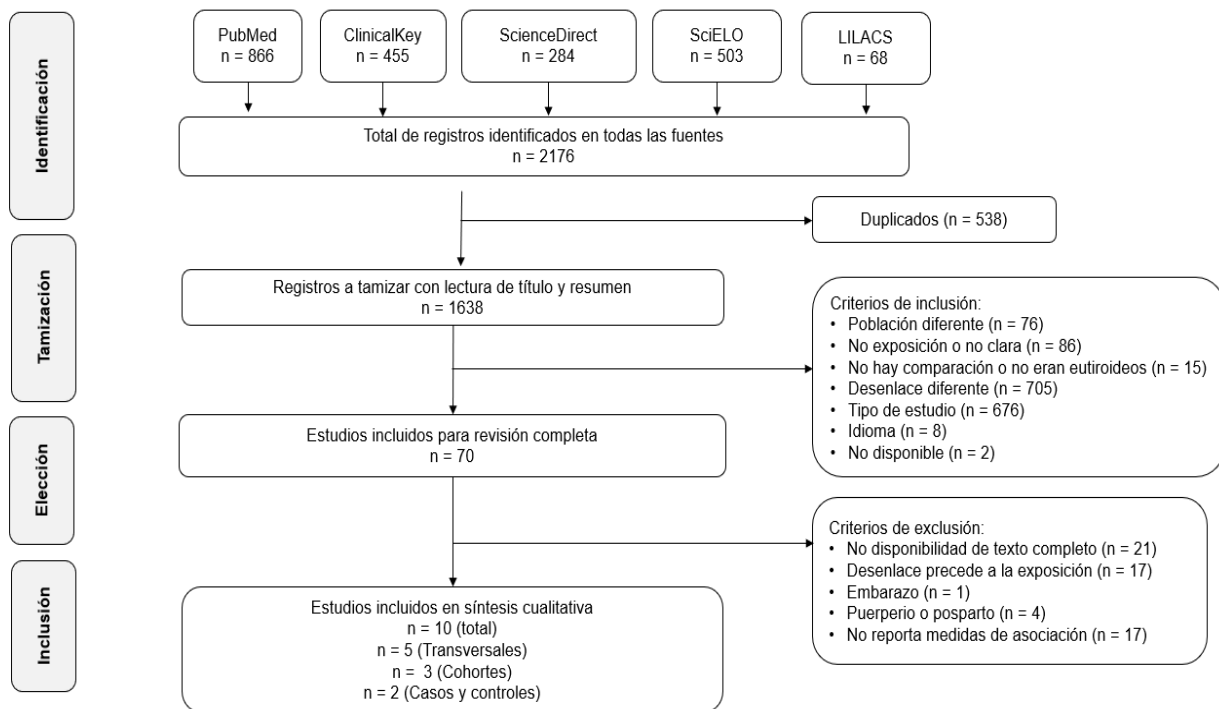 Identificación
PubMed
n = 866
ClinicalKey
n = 455
ScienceDirect
n = 284
SciELO
n = 503
LILACS
n = 68
Total de registros identificados en todas las fuentes
n = 2176
Duplicados (n = 538)
Tamización
Registros a tamizar con lectura de título y resumen
n = 1638
Criterios de inclusión:
• Población diferente (n = 76)
• No exposición o no clara (n = 86)
• No hay comparación o no eran eutiroideos (n = 15)
• Desenlace diferente (n = 705)
• Tipo de estudio (n = 676)
• Idioma (n = 8)
• No disponible (n = 2)
Elección
Estudios incluidos para revisión completa
n = 70
Criterios de exclusión:
• No disponibilidad de texto completo (n = 21)
• Desenlace precede a la exposición (n = 17)
• Embarazo (n = 1)
• Puerperio o posparto (n = 4)
• No reporta medidas de asociación (n = 17)
Inclusión
Estudios incluidos en síntesis cualitativa
n = 10 (total)
n = 5 (Transversales)
n = 3 (Cohortes)
n = 2 (Casos y controles)